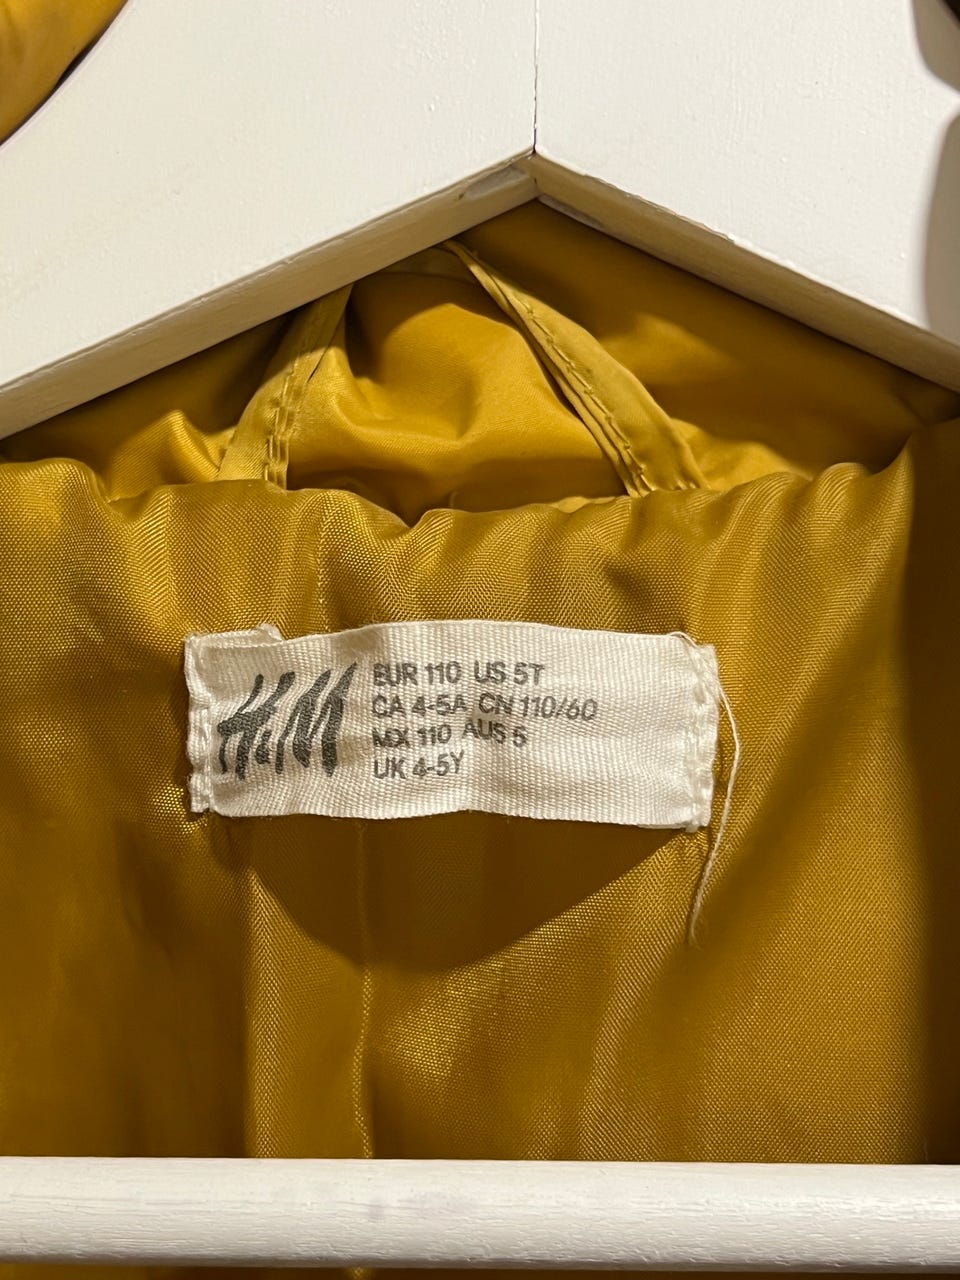 H&M
EUR 110 US 5T
CA 4-5A CN 110/60
MX 110 AUS 5
UK 4-5Y